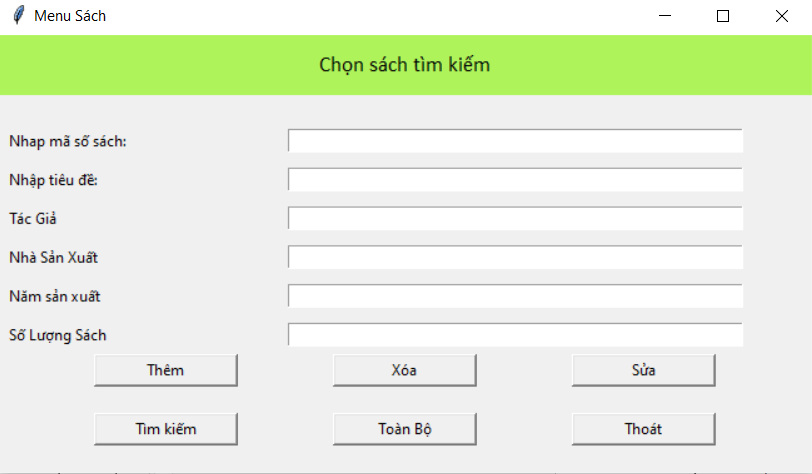 Menu Sách
Chọn sách tìm kiếm
Nhap mã số sách:
Nhập tiêu đề:
Tác Giả
Nhà Sản Xuất
Năm sản xuất
Số Lượng Sách
Thêm Xóa Sửa
Tìm kiếm Toàn Bộ Thoát